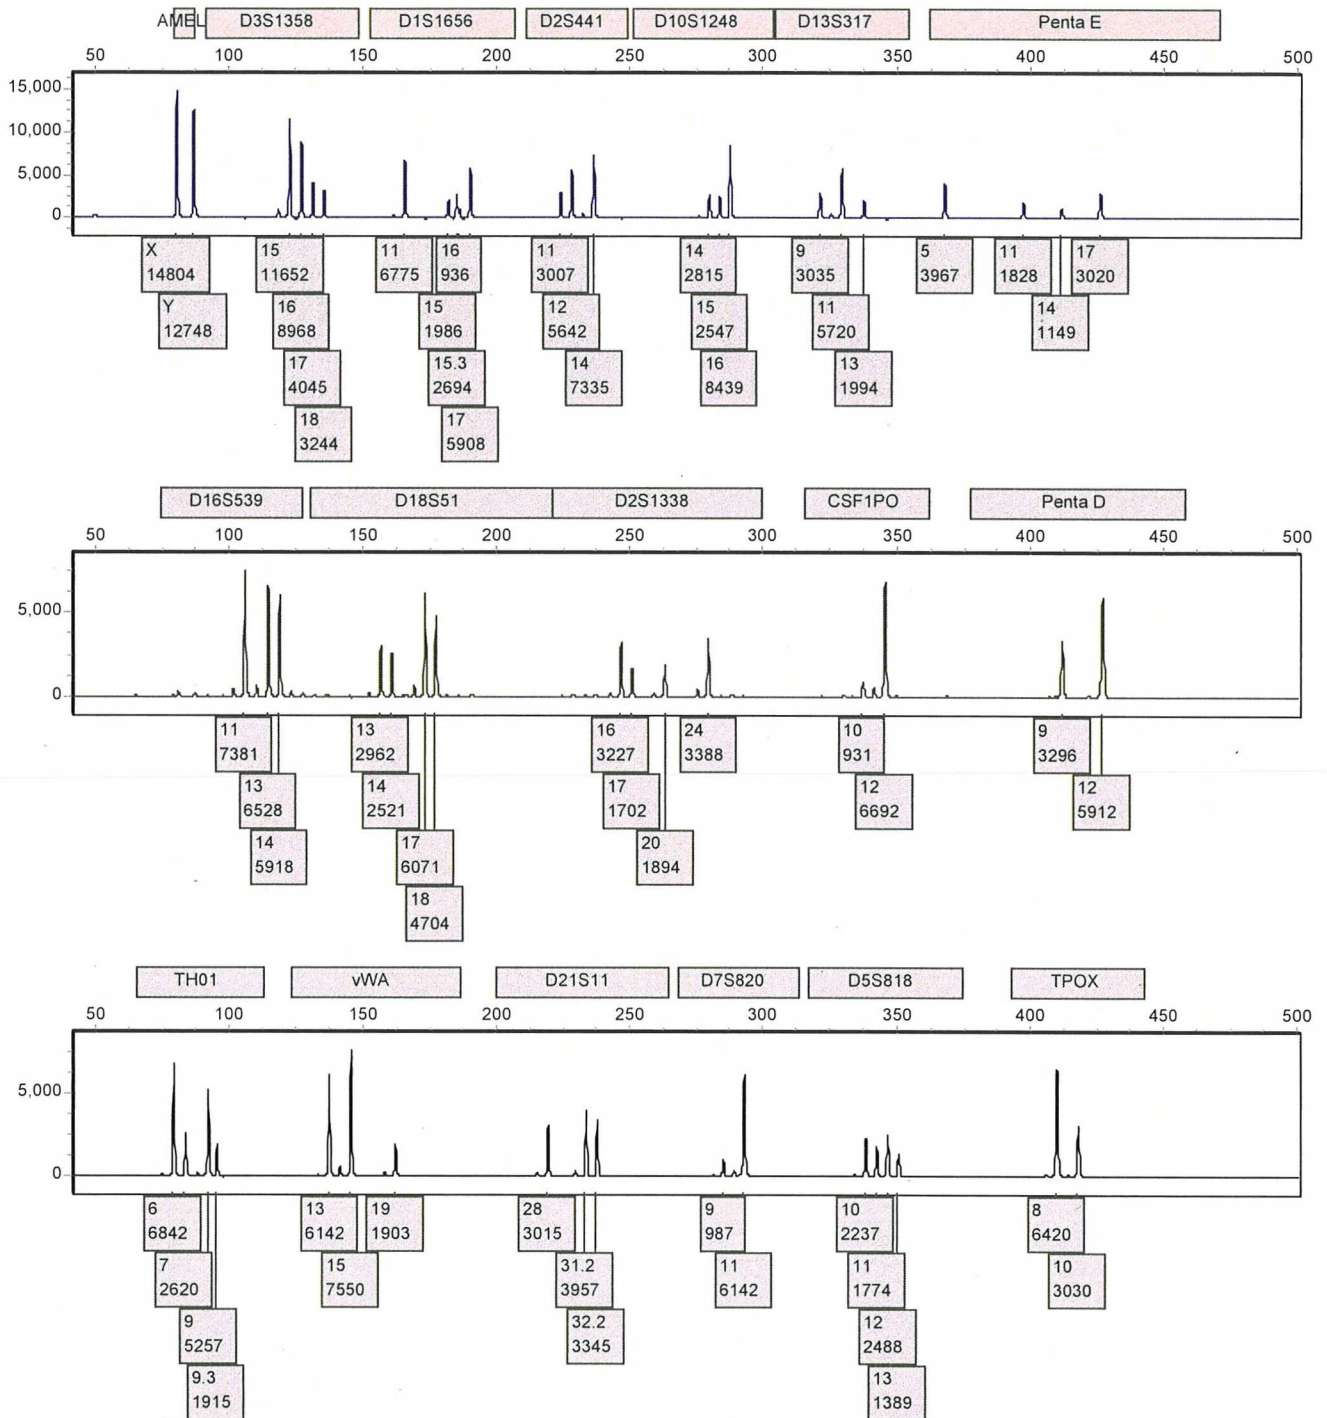 AMEL D3S1358 D1S1656 D2S441 D10S1248 D13S317 Penta E
50 100 150 200 250 300 350 400 450 500
15,000
10,000
5,000
0
X 15 11 16 11 14 9 5 11 17
14804 11652 6775 936 3007 2815 3035 3967 1828 3020
Y 16 15 12 15 11 14
12748 8968 1986 5642 2547 5720 1149
17 15.3 14 16 13
4045 2694 7335 8439 1994
18 17
3244 5908
D16S539 D18S51 D2S1338 CSF1PO Penta D
50 100 150 200 250 300 350 400 450 500
5,000
0
11 13 16 24 10 9
7381 2962 3227 3388 931 3296
13 14 17 12 12
6528 2521 1702 6692 5912
14 17 20
5918 6071 1894
18
4704
TH01 vWA D21S11 D7S820 D5S818 TPOX
50 100 150 200 250 300 350 400 450 500
5,000
0
6 13 19 28 9 10 8
6842 6142 1903 3015 987 2237 6420
7 15 31.2 11 11 10
2620 7550 3957 6142 1774 3030
9 32.2 12
5257 3345 2488
9.3 13
1915 1389